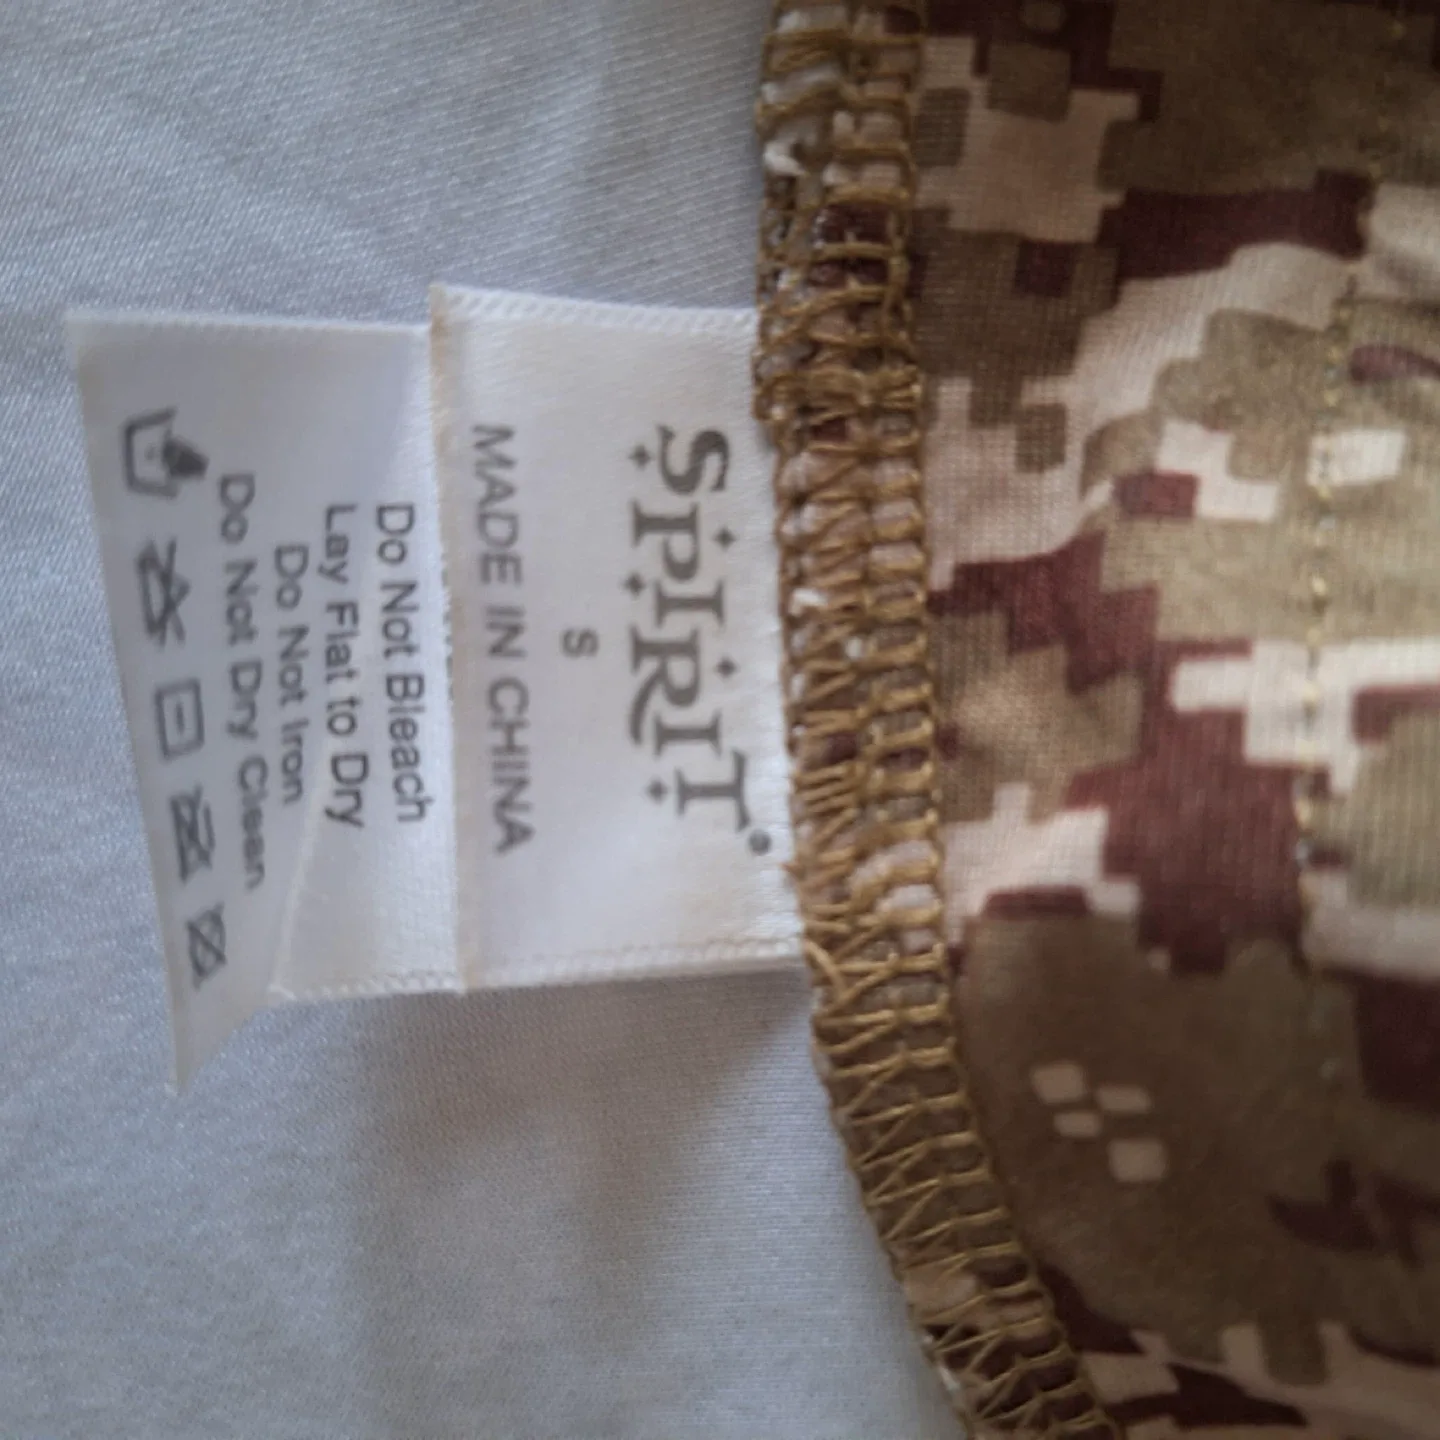 SPIRIT®
S
MADE IN CHINA
Do Not Bleach
Lay Flat to Dry
Do Not Iron
Do Not Dry Clean